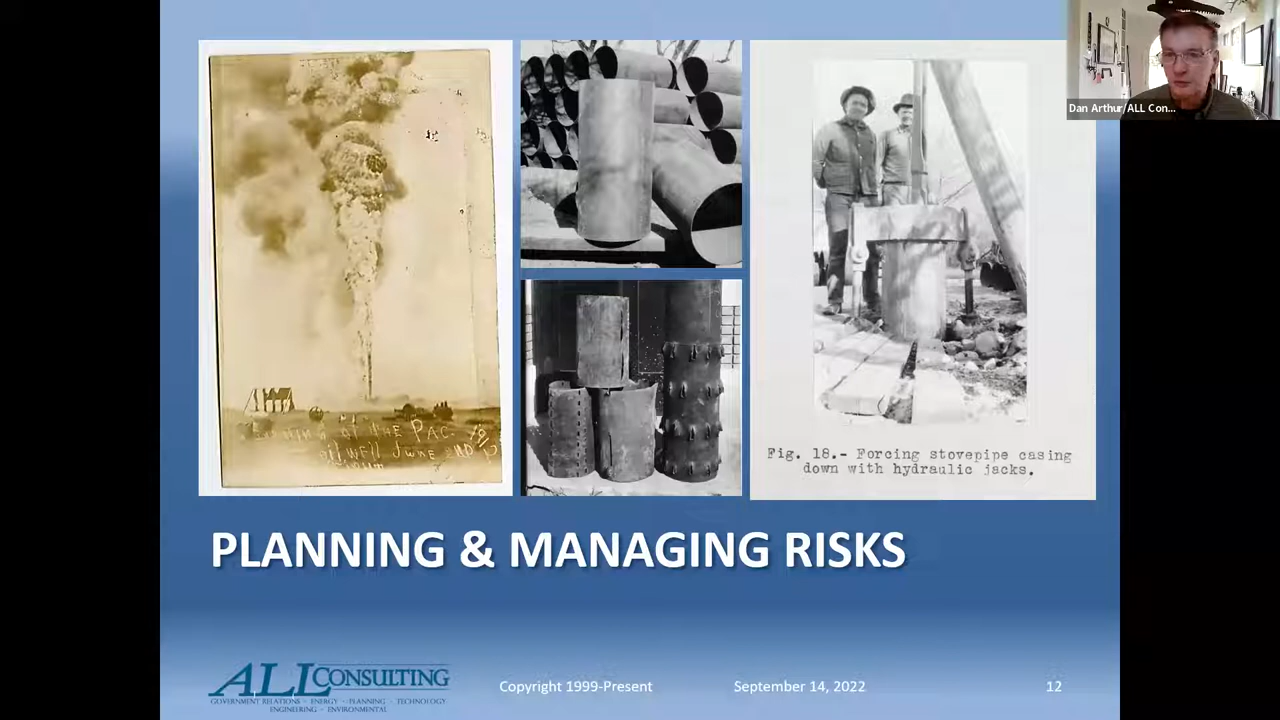 Dan Arthur/ALL Con...
AT THE PAC.
oil well June 2ND
Fig. 18.- Forcing stovepipe casing
down with hydraulic jacks.
PLANNING & MANAGING RISKS
ALL CONSULTING
GOVERNMENT RELATIONS - ENERGY - PLANNING - TECHNOLOGY
ENGINEERING - ENVIRONMENTAL
Copyright 1999-Present
September 14, 2022
12